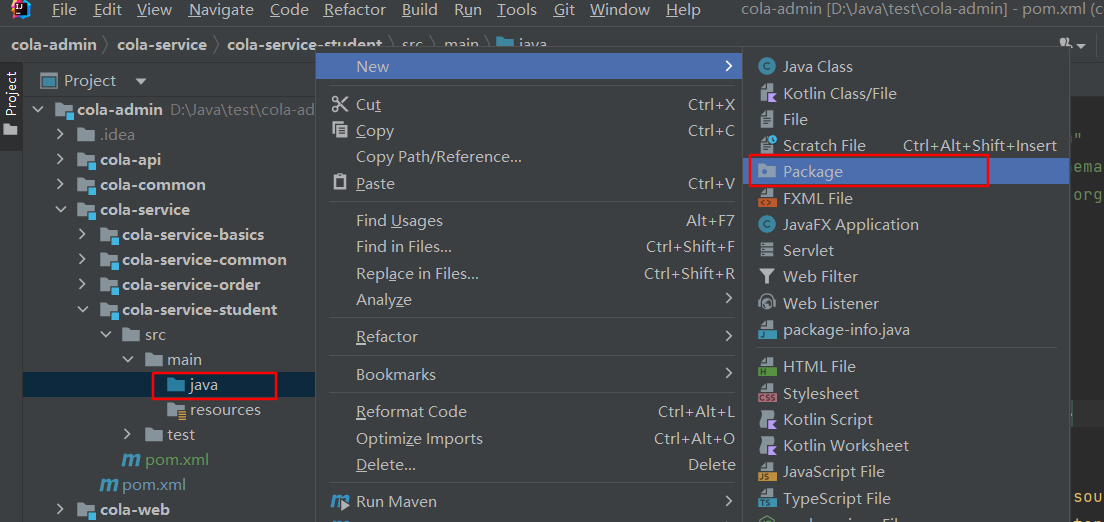 File Edit View Navigate Code Refactor Build Run Tools Git Window Help cola-admin [D:\Java\test\cola-admin] - pom.xml (c
cola-admin cola-service cola-service-student src main java
Project
Project
cola-admin D:\Java\test\cola-ad
.idea
cola-api
cola-common
cola-service
cola-service-basics
cola-service-common
cola-service-order
cola-service-student
src
main
java
resources
test
pom.xml
pom.xml
cola-web
New
Cut Ctrl+X
Copy Ctrl+C
Copy Path/Reference...
Paste Ctrl+V
Find Usages Alt+F7
Find in Files... Ctrl+Shift+F
Replace in Files... Ctrl+Shift+R
Analyze
Refactor
Bookmarks
Reformat Code Ctrl+Alt+L
Optimize Imports Ctrl+Alt+O
Delete... Delete
Run Maven
Java Class
Kotlin Class/File
File
Scratch File Ctrl+Alt+Shift+Insert
Package
FXML File
JavaFX Application
Servlet
Web Filter
Web Listener
package-info.java
HTML File
Stylesheet
Kotlin Script
Kotlin Worksheet
JavaScript File
TypeScript File
ema
org
sou